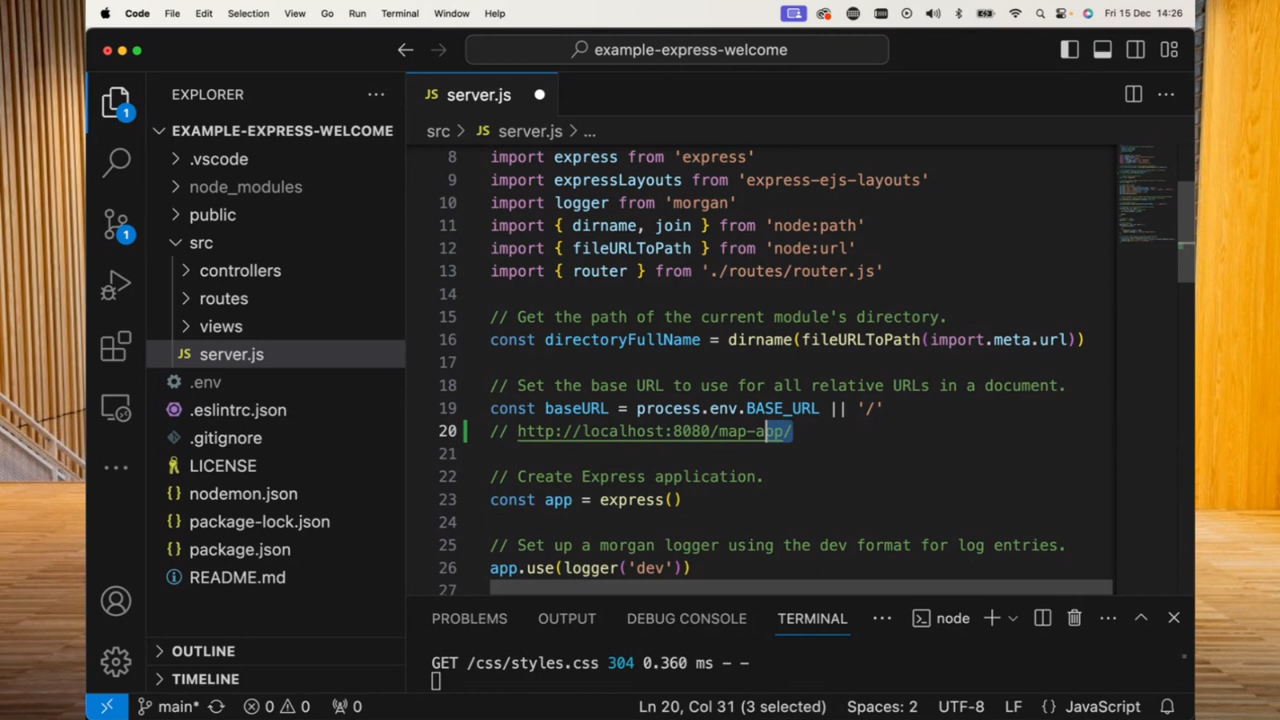 Code File Edit Selection View Go Run Terminal Window Help Fri 15 Dec 14:26
example-express-welcome
EXPLORER
1
EXAMPLE-EXPRESS-WELCOME
.vscode
node_modules
public
1
src
controllers
routes
views
JS server.js
.env
.eslintrc.json
.gitignore
LICENSE
{} nodemon.json
{} package-lock.json
{} package.json
README.md
OUTLINE
TIMELINE
JS server.js
src > JS server.js > ...
8 import express from 'express'
9 import expressLayouts from 'express-ejs-layouts'
10 import logger from 'morgan'
11 import { dirname, join } from 'node:path'
12 import { fileURLToPath } from 'node:url'
13 import { router } from './routes/router.js'
14
15 // Get the path of the current module's directory.
16 const directoryFullName = dirname(fileURLToPath(import.meta.url))
17
18 // Set the base URL to use for all relative URLs in a document.
19 const baseURL = process.env.BASE_URL || '/'
20 // http://localhost:8080/map-app/
21
22 // Create Express application.
23 const app = express()
24
25 // Set up a morgan logger using the dev format for log entries.
26 app.use(logger('dev'))
27
PROBLEMS OUTPUT DEBUG CONSOLE TERMINAL node
GET /css/styles.css 304 0.360 ms - -
main* 0 0 0 Ln 20, Col 31 (3 selected) Spaces: 2 UTF-8 LF {} JavaScript